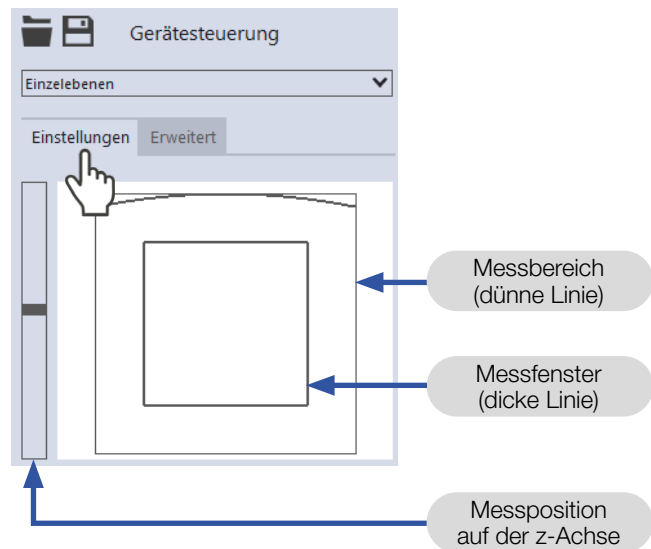 Gerätesteuerung
Einzelebenen
Einstellungen Erweitert
Messbereich
(dünne Linie)
Messfenster
(dicke Linie)
Messposition
auf der z-Achse